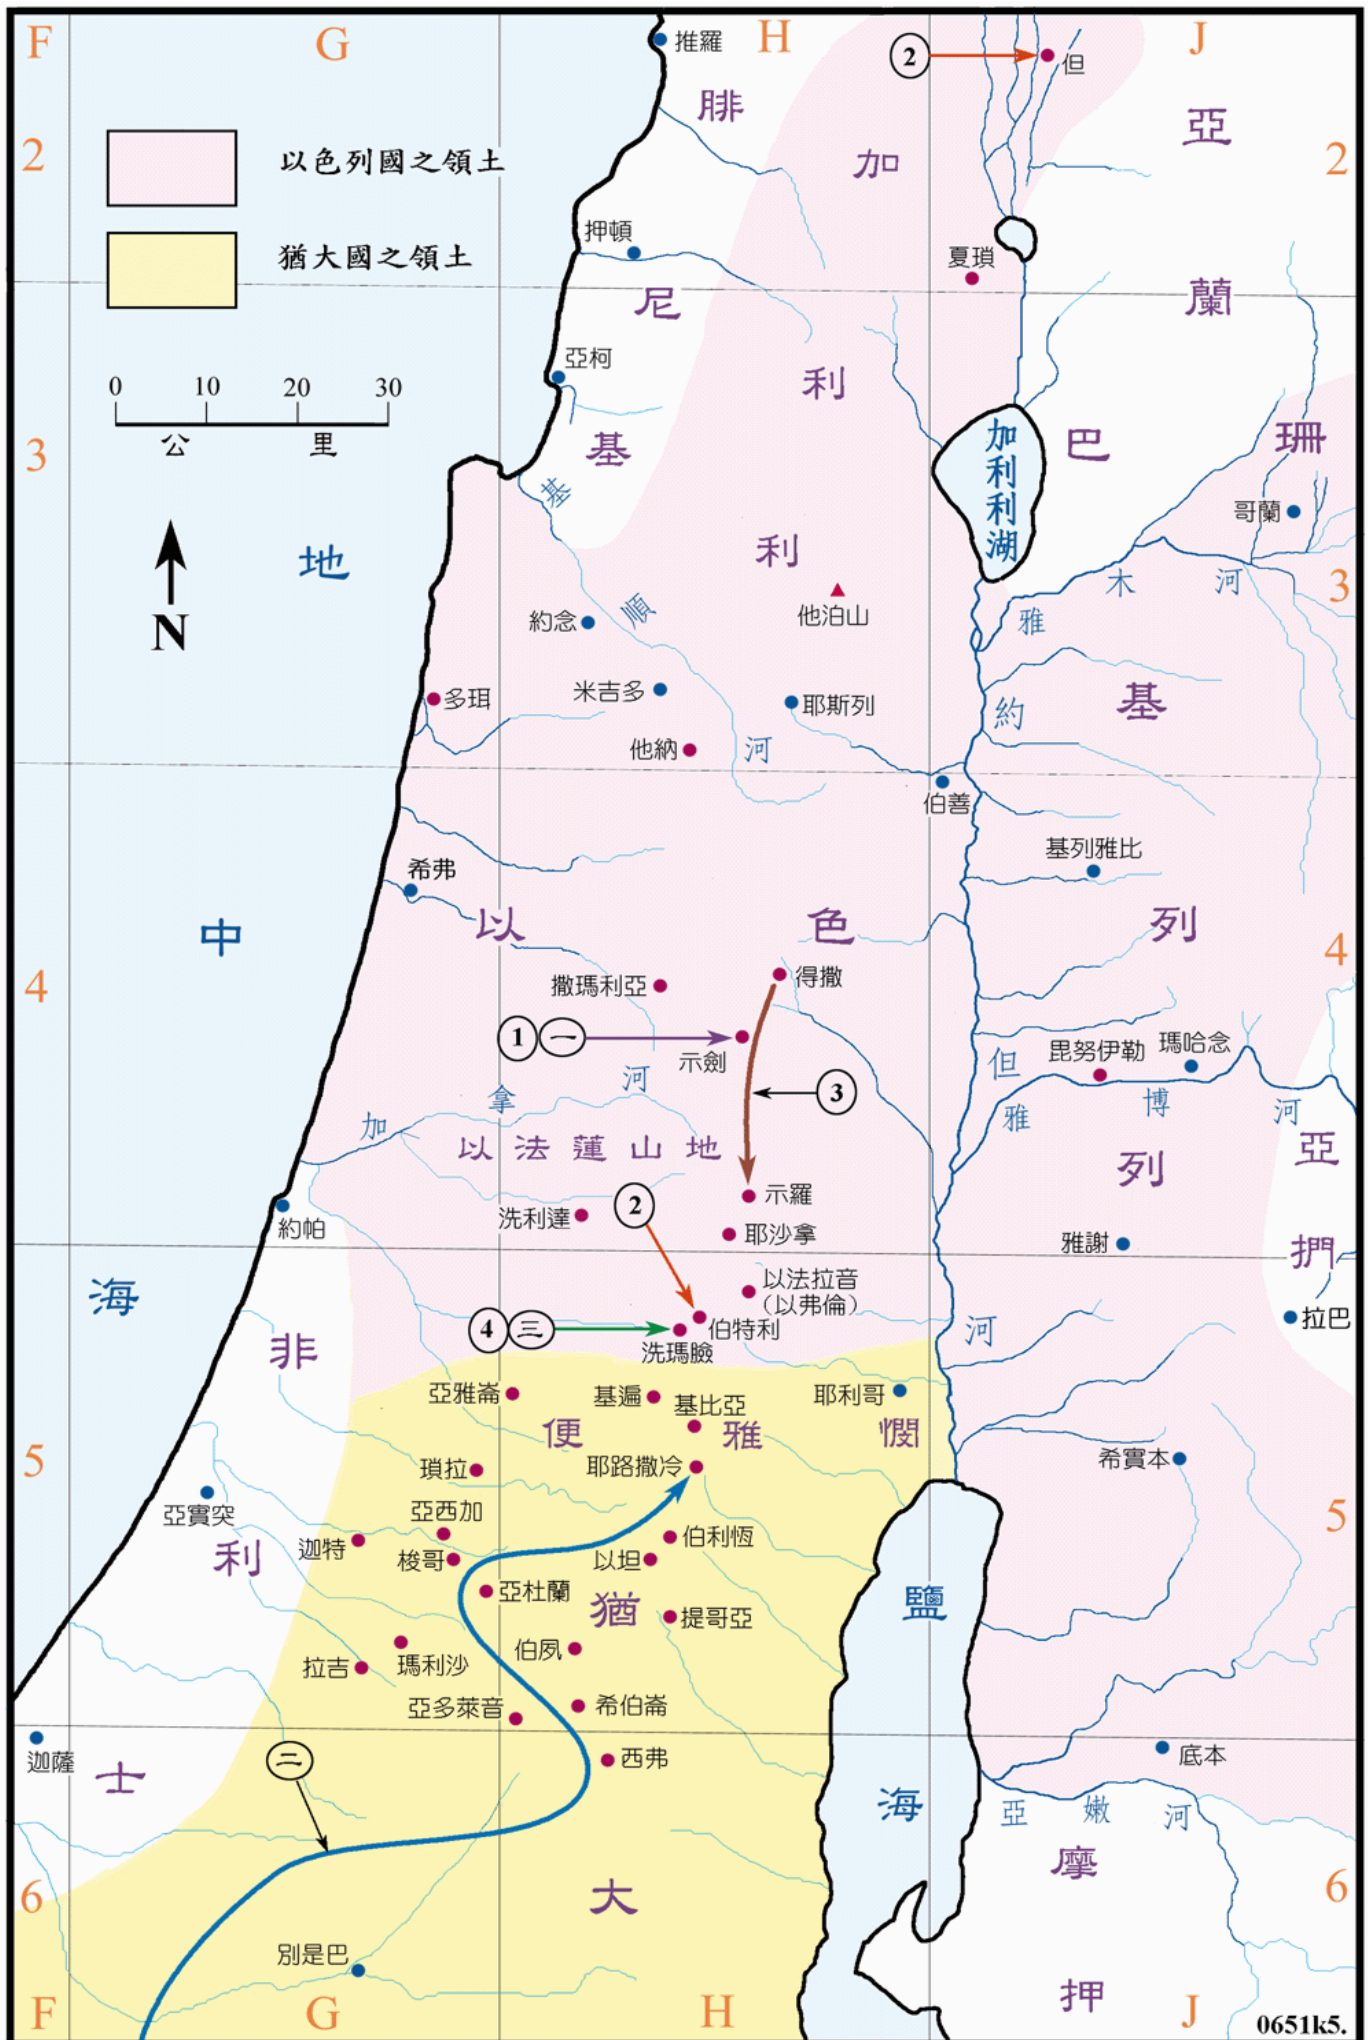 F
G
H
J
推羅
②
但
腓
亞
2
以色列國之領土
加
2
押頓
猶大國之領土
夏瑣
尼
蘭
亞柯
0 10 20 30
公里
利
加利利湖
巴
珊
3
基
基
哥蘭
地
利
木
河
3
N
約念
順
他泊山
雅
米吉多
多珥
耶斯列
約
基
他納
河
伯善
基列雅比
希弗
中
以
色
列
4
4
撒瑪利亞
得撒
①
㊀
示劍
但
毘努伊勒
瑪哈念
河
③
拿
加
雅
博
河
以法蓮山地
列
亞
②
示羅
洗利達
約帕
耶沙拿
雅謝
捫
海
以法拉音
（以弗倫）
拉巴
④
㊂
伯特利
河
非
洗瑪臉
亞雅崙
基遍
基比亞
耶利哥
便
雅
憫
5
瑣拉
耶路撒冷
希實本
亞實突
亞西加
5
迦特
伯利恆
利
梭哥
以坦
亞杜蘭
猶
提哥亞
鹽
伯夙
拉吉
瑪利沙
亞多萊音
希伯崙
迦薩
士
㊁
西弗
底本
海
亞
嫩
河
摩
6
大
6
別是巴
押
F
G
H
J
0651k5.